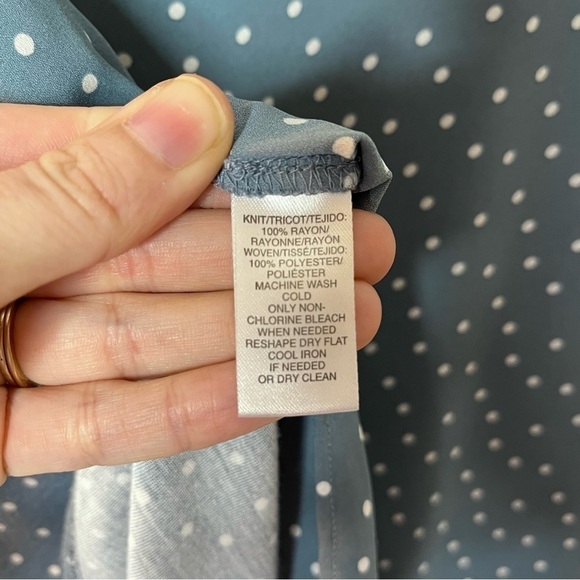 KNIT/TRICOT/TEJIDO:
100% RAYON/
RAYONNE/RAYÓN
WOVEN/TISSÉ/TEJIDO:
100% POLYESTER/
POLIÉSTER
MACHINE WASH
COLD
ONLY NON-
CHLORINE BLEACH
WHEN NEEDED
RESHAPE DRY FLAT
COOL IRON
IF NEEDED
OR DRY CLEAN